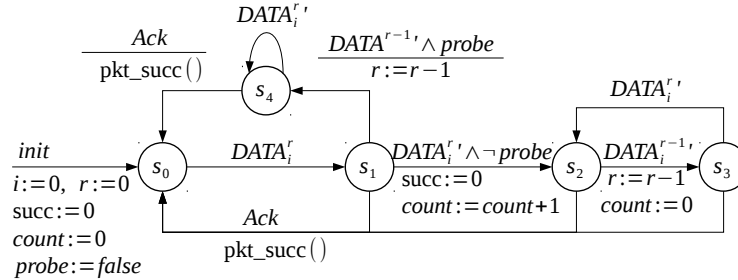 DATA_i^r '
Ack
pkt_succ()
DATA^{r-1} ' ∧ probe
r:=r−1
s_4
DATA_i^r '
init
s_0
DATA_i^r
s_1
DATA_i^r ' ∧ ¬ probe
s_2
DATA_i^{r-1} '
s_3
i:=0, r:=0
succ:=0
count:=0
probe:=false
succ:=0
count:=count+1
r:=r−1
count:=0
Ack
pkt_succ()